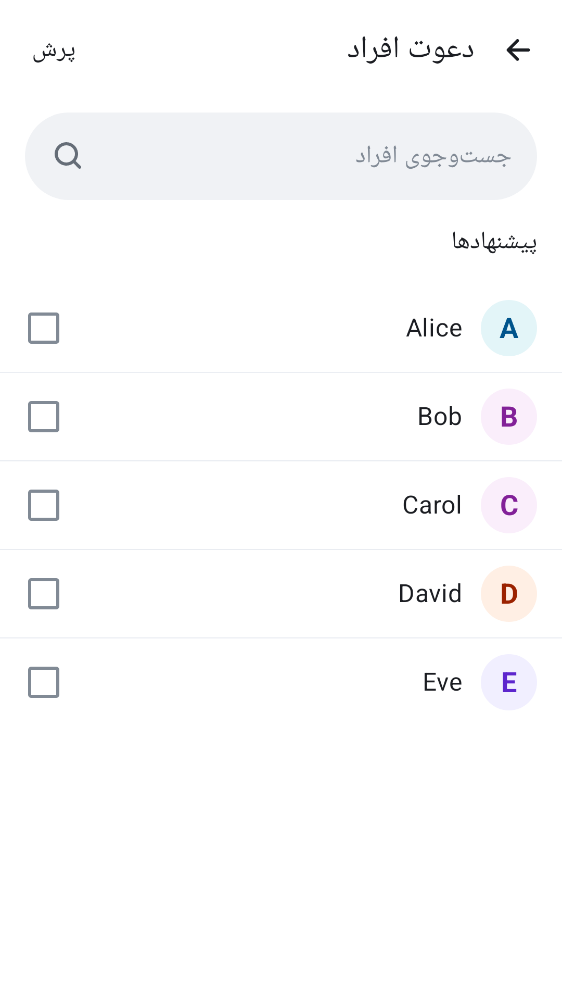 دعوت افراد
پرش
جست‌وجوی افراد
پیشنهادها
A Alice
B Bob
C Carol
D David
E Eve